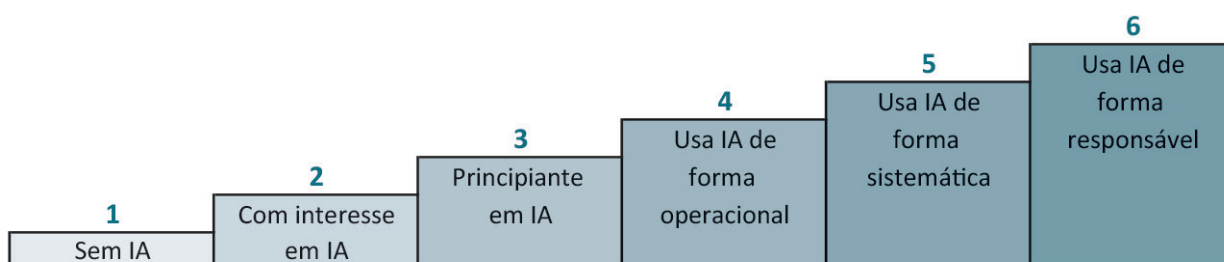 1
Sem IA
2
Com interesse
em IA
3
Principiante
em IA
4
Usa IA de
forma
operacional
5
Usa IA de
forma
sistemática
6
Usa IA de
forma
responsável